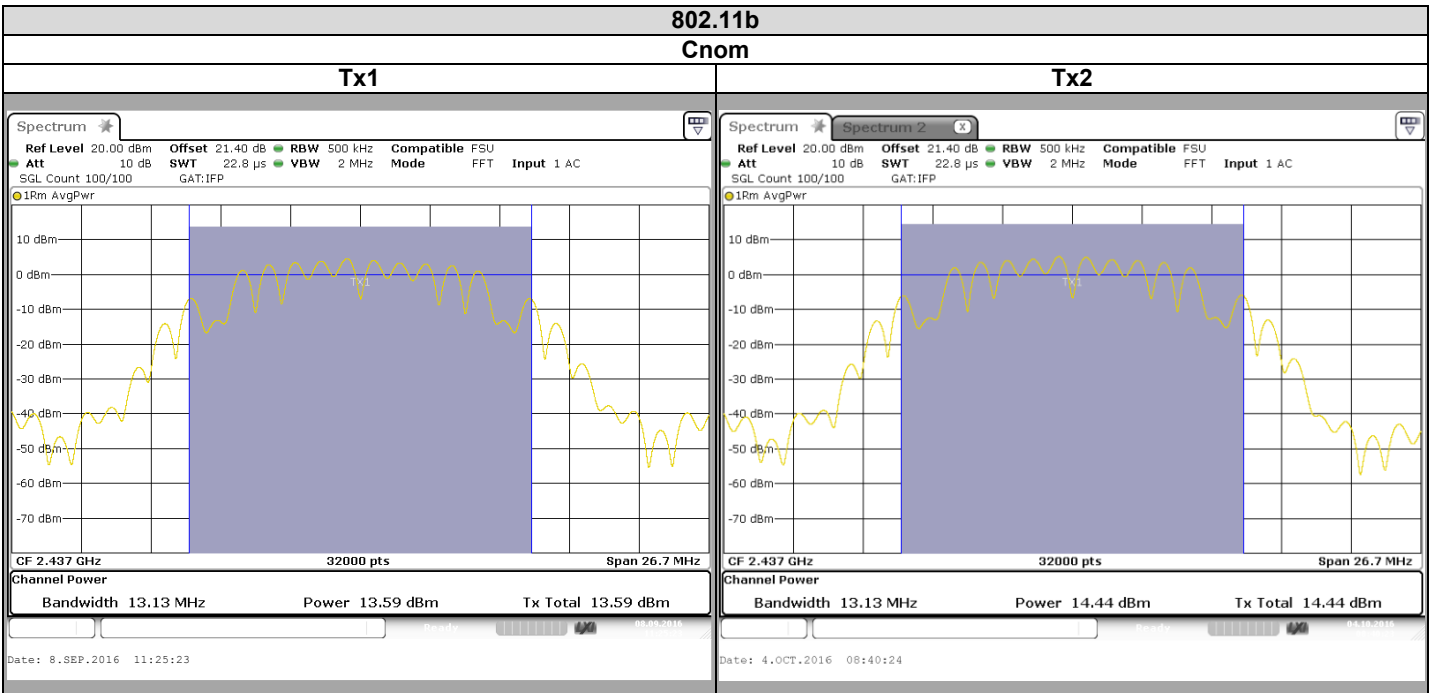 802.11b
Cnom
Tx1
Tx2
Spectrum
Ref Level 20.00 dBm Offset 21.40 dB RBW 500 kHz Compatible FSU
Att 10 dB SWT 22.8 µs VBW 2 MHz Mode FFT Input 1 AC
SGL Count 100/100 GAT:IFP
1Rm AvgPwr
10 dBm
0 dBm
Tx1
-10 dBm
-20 dBm
-30 dBm
-40 dBm
-50 dBm
-60 dBm
-70 dBm
CF 2.437 GHz 32000 pts Span 26.7 MHz
Channel Power
Bandwidth 13.13 MHz Power 13.59 dBm Tx Total 13.59 dBm
Ready 08.09.2016
Date: 8.SEP.2016 11:25:23
Spectrum Spectrum 2 X
Ref Level 20.00 dBm Offset 21.40 dB RBW 500 kHz Compatible FSU
Att 10 dB SWT 22.8 µs VBW 2 MHz Mode FFT Input 1 AC
SGL Count 100/100 GAT:IFP
1Rm AvgPwr
10 dBm
0 dBm
Tx1
-10 dBm
-20 dBm
-30 dBm
-40 dBm
-50 dBm
-60 dBm
-70 dBm
CF 2.437 GHz 32000 pts Span 26.7 MHz
Channel Power
Bandwidth 13.13 MHz Power 14.44 dBm Tx Total 14.44 dBm
Ready 04.10.2016
Date: 4.OCT.2016 08:40:24